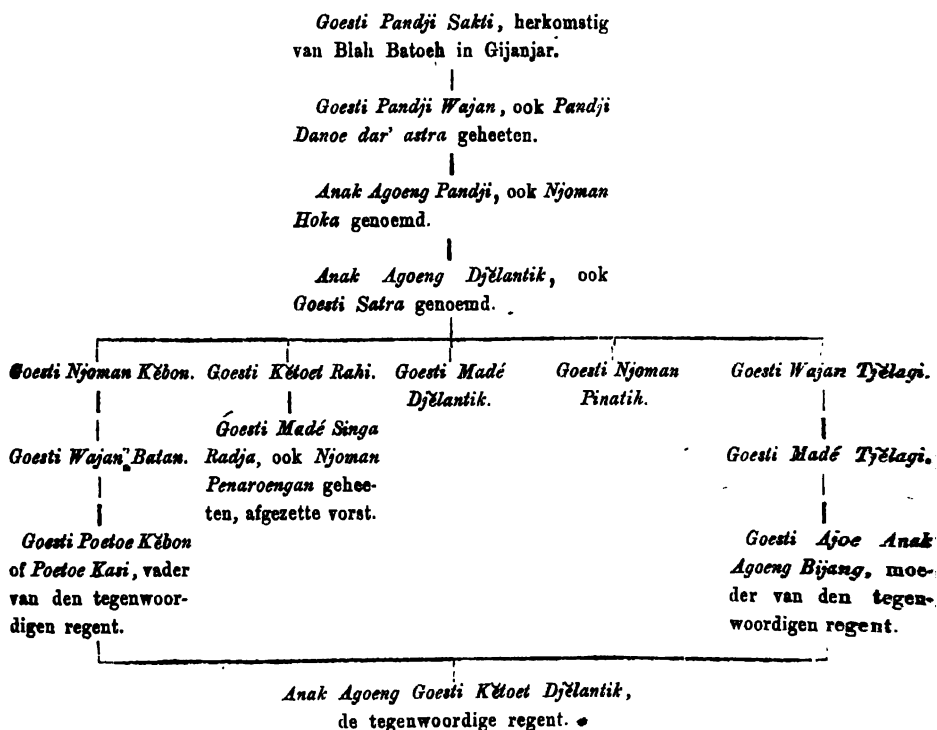 Goesti Pandji Sakti, herkomstig
van Blah Batoeh in Gijanjar.
Goesti Pandji Wajan, ook Pandji
Danoe dar' astra geheeten.
Anak Agoeng Pandji, ook Njoman
Hoka genoemd.
Anak Agoeng Djĕlantik, ook
Goesti Satra genoemd.
Goesti Njoman Kĕbon.
Goesti Kĕtoet Rahi.
Goesti Madé
Djĕlantik.
Goesti Njoman
Pinatih.
Goesti Wajan Tjĕlagi.
Goesti Wajan Batan.
Goesti Madé Singa
Radja, ook Njoman
Penaroengan gehee-
ten, afgezette vorst.
Goesti Madé Tjĕlagi.
Goesti Poetoe Kĕbon
of Poetoe Kasi, vader
van den tegenwoor-
digen regent.
Goesti Ajoe Anak
Agoeng Bijang, moe-
der van den tegen-
woordigen regent.
Anak Agoeng Goesti Kĕtoet Djĕlantik,
de tegenwoordige regent.